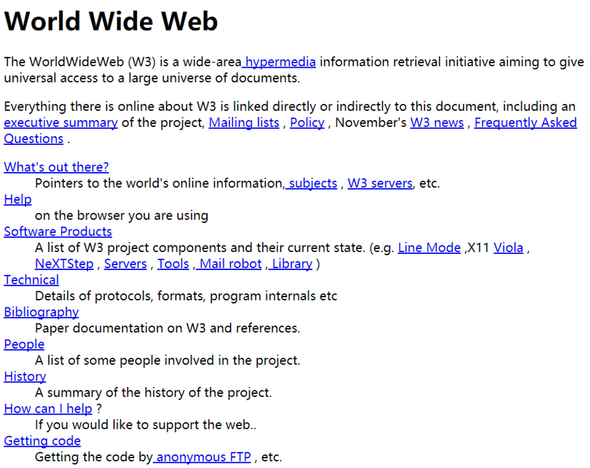 World Wide Web
The WorldWideWeb (W3) is a wide-area hypermedia information retrieval initiative aiming to give
universal access to a large universe of documents.
Everything there is online about W3 is linked directly or indirectly to this document, including an
executive summary of the project, Mailing lists , Policy , November's W3 news , Frequently Asked
Questions .
What's out there?
Pointers to the world's online information, subjects , W3 servers, etc.
Help
on the browser you are using
Software Products
A list of W3 project components and their current state. (e.g. Line Mode ,X11 Viola ,
NeXTStep , Servers , Tools , Mail robot , Library )
Technical
Details of protocols, formats, program internals etc
Bibliography
Paper documentation on W3 and references.
People
A list of some people involved in the project.
History
A summary of the history of the project.
How can I help ?
If you would like to support the web..
Getting code
Getting the code by anonymous FTP , etc.